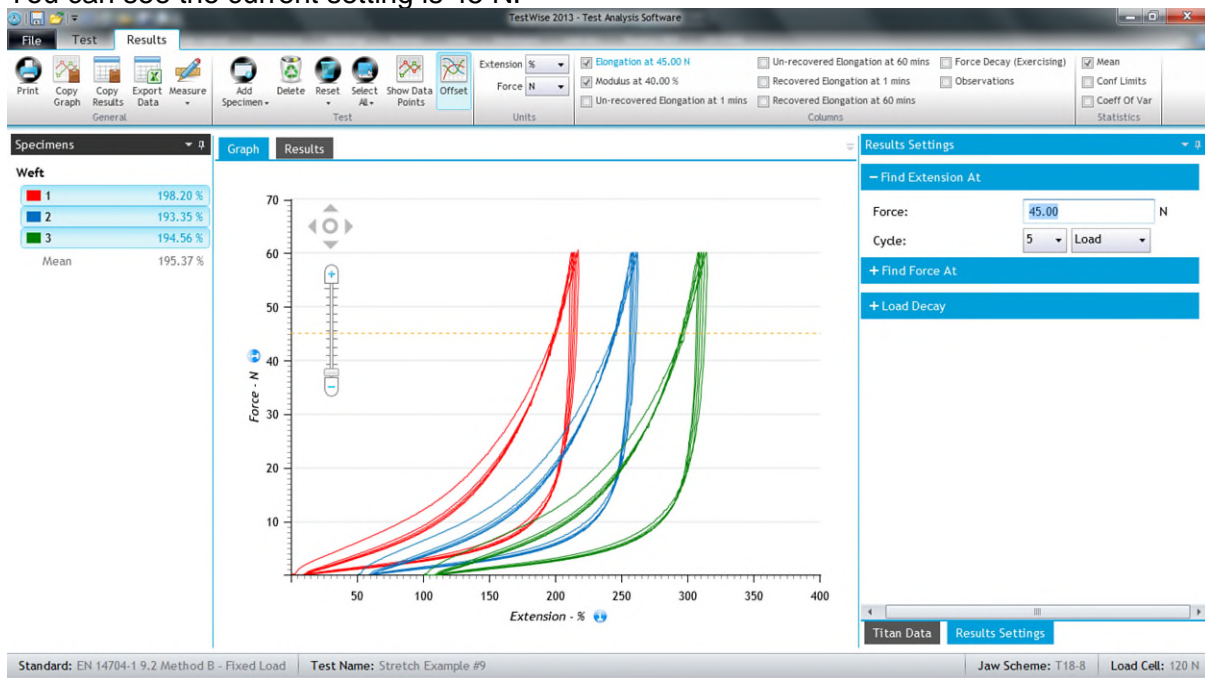 You can see the current setting is 45 N.
TestWise 2013 - Test Analysis Software
File Test Results
Print Copy Graph Copy Results Export Data Measure
General
Add Specimen Delete Reset Select All Show Data Points Offset
Test
Extension %
Force N
Units
Elongation at 45.00 N Un-recovered Elongation at 60 mins Force Decay (Exercising)
Modulus at 40.00 % Recovered Elongation at 1 mins Observations
Un-recovered Elongation at 1 mins Recovered Elongation at 60 mins
Columns
Mean
Conf Limits
Coeff Of Var
Statistics
Specimens
Weft
1 198.20 %
2 193.35 %
3 194.56 %
Mean 195.37 %
Graph Results
70
60
50
40
30
20
10
Force - N
50 100 150 200 250 300 350 400
Extension - %
Results Settings
− Find Extension At
Force: 45.00 N
Cycle: 5 Load
+ Find Force At
+ Load Decay
Titan Data Results Settings
Standard: EN 14704-1 9.2 Method B - Fixed Load Test Name: Stretch Example #9 Jaw Scheme: T18-8 Load Cell: 120 N